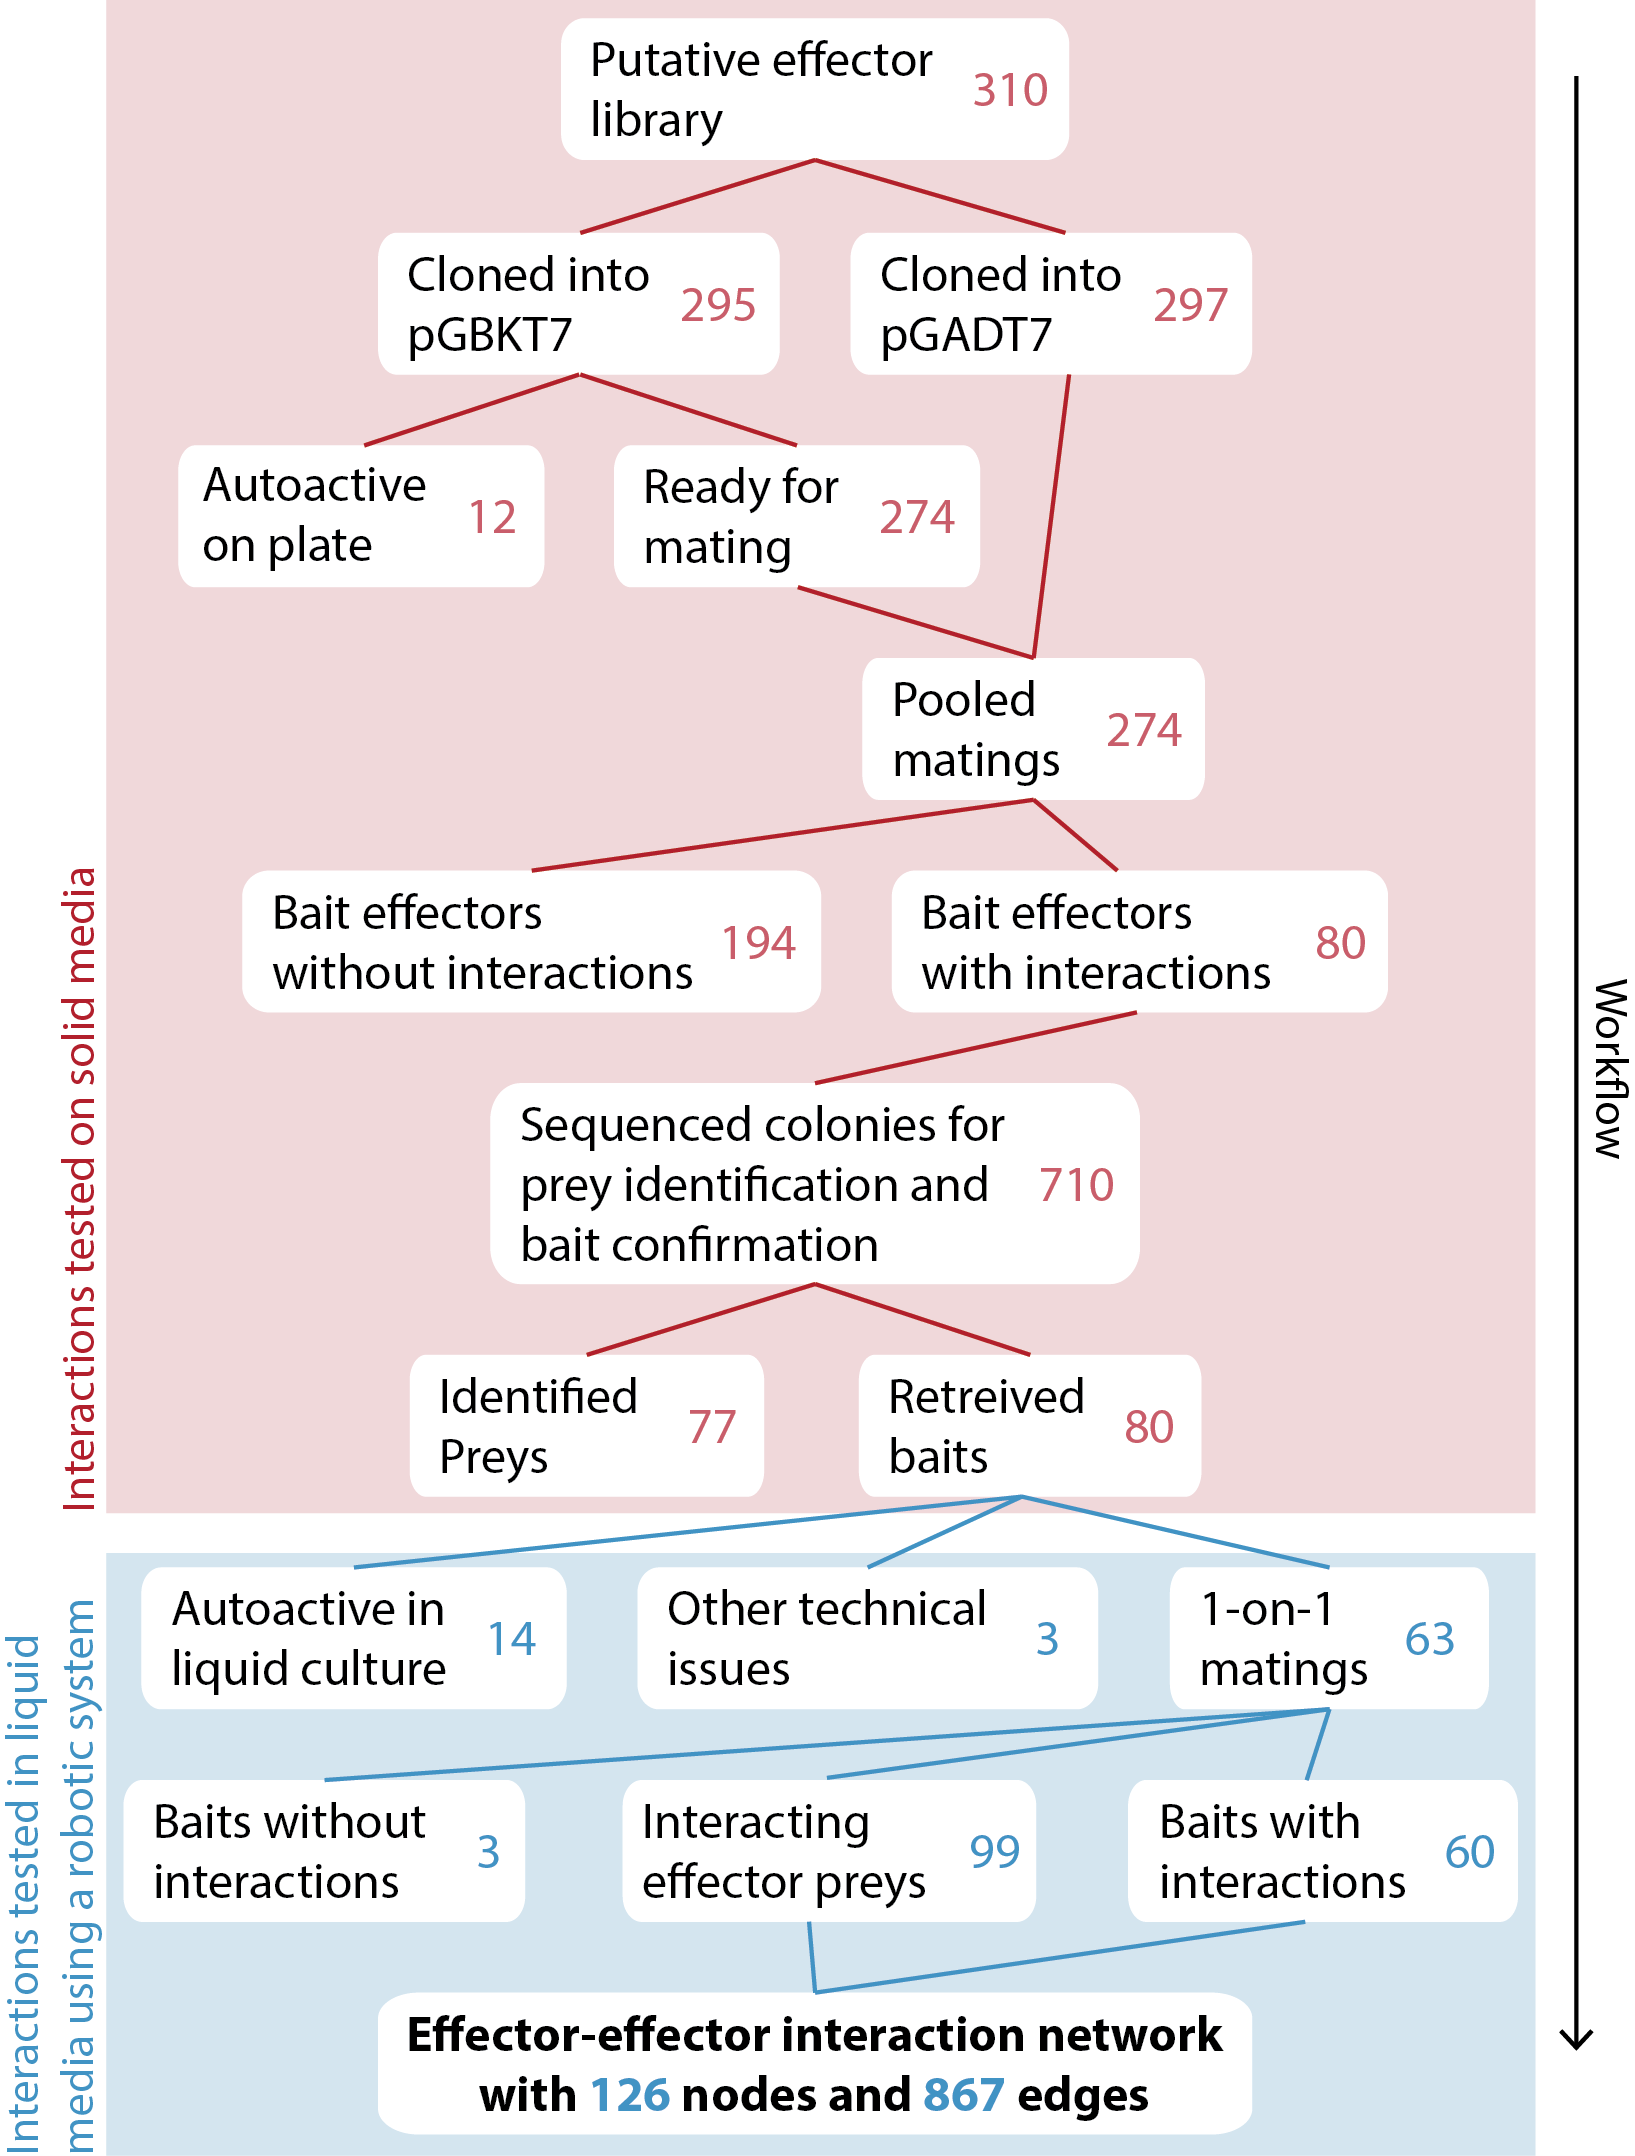 Putative effector
library
310
Cloned into
pGBKT7
295
Cloned into
pGADT7
297
Autoactive
on plate
12
Ready for
mating
274
Pooled
matings
274
Bait effectors
without interactions
194
Bait effectors
with interactions
80
Sequenced colonies for
prey identification and
bait confirmation
710
Identified
Preys
77
Retreived
baits
80
Autoactive in
liquid culture
14
Other technical
issues
3
1-on-1
matings
63
Baits without
interactions
3
Interacting
effector preys
99
Baits with
interactions
60
Effector-effector interaction network
with 126 nodes and 867 edges
Interactions tested on solid media
Interactions tested in liquid
media using a robotic system
Workflow